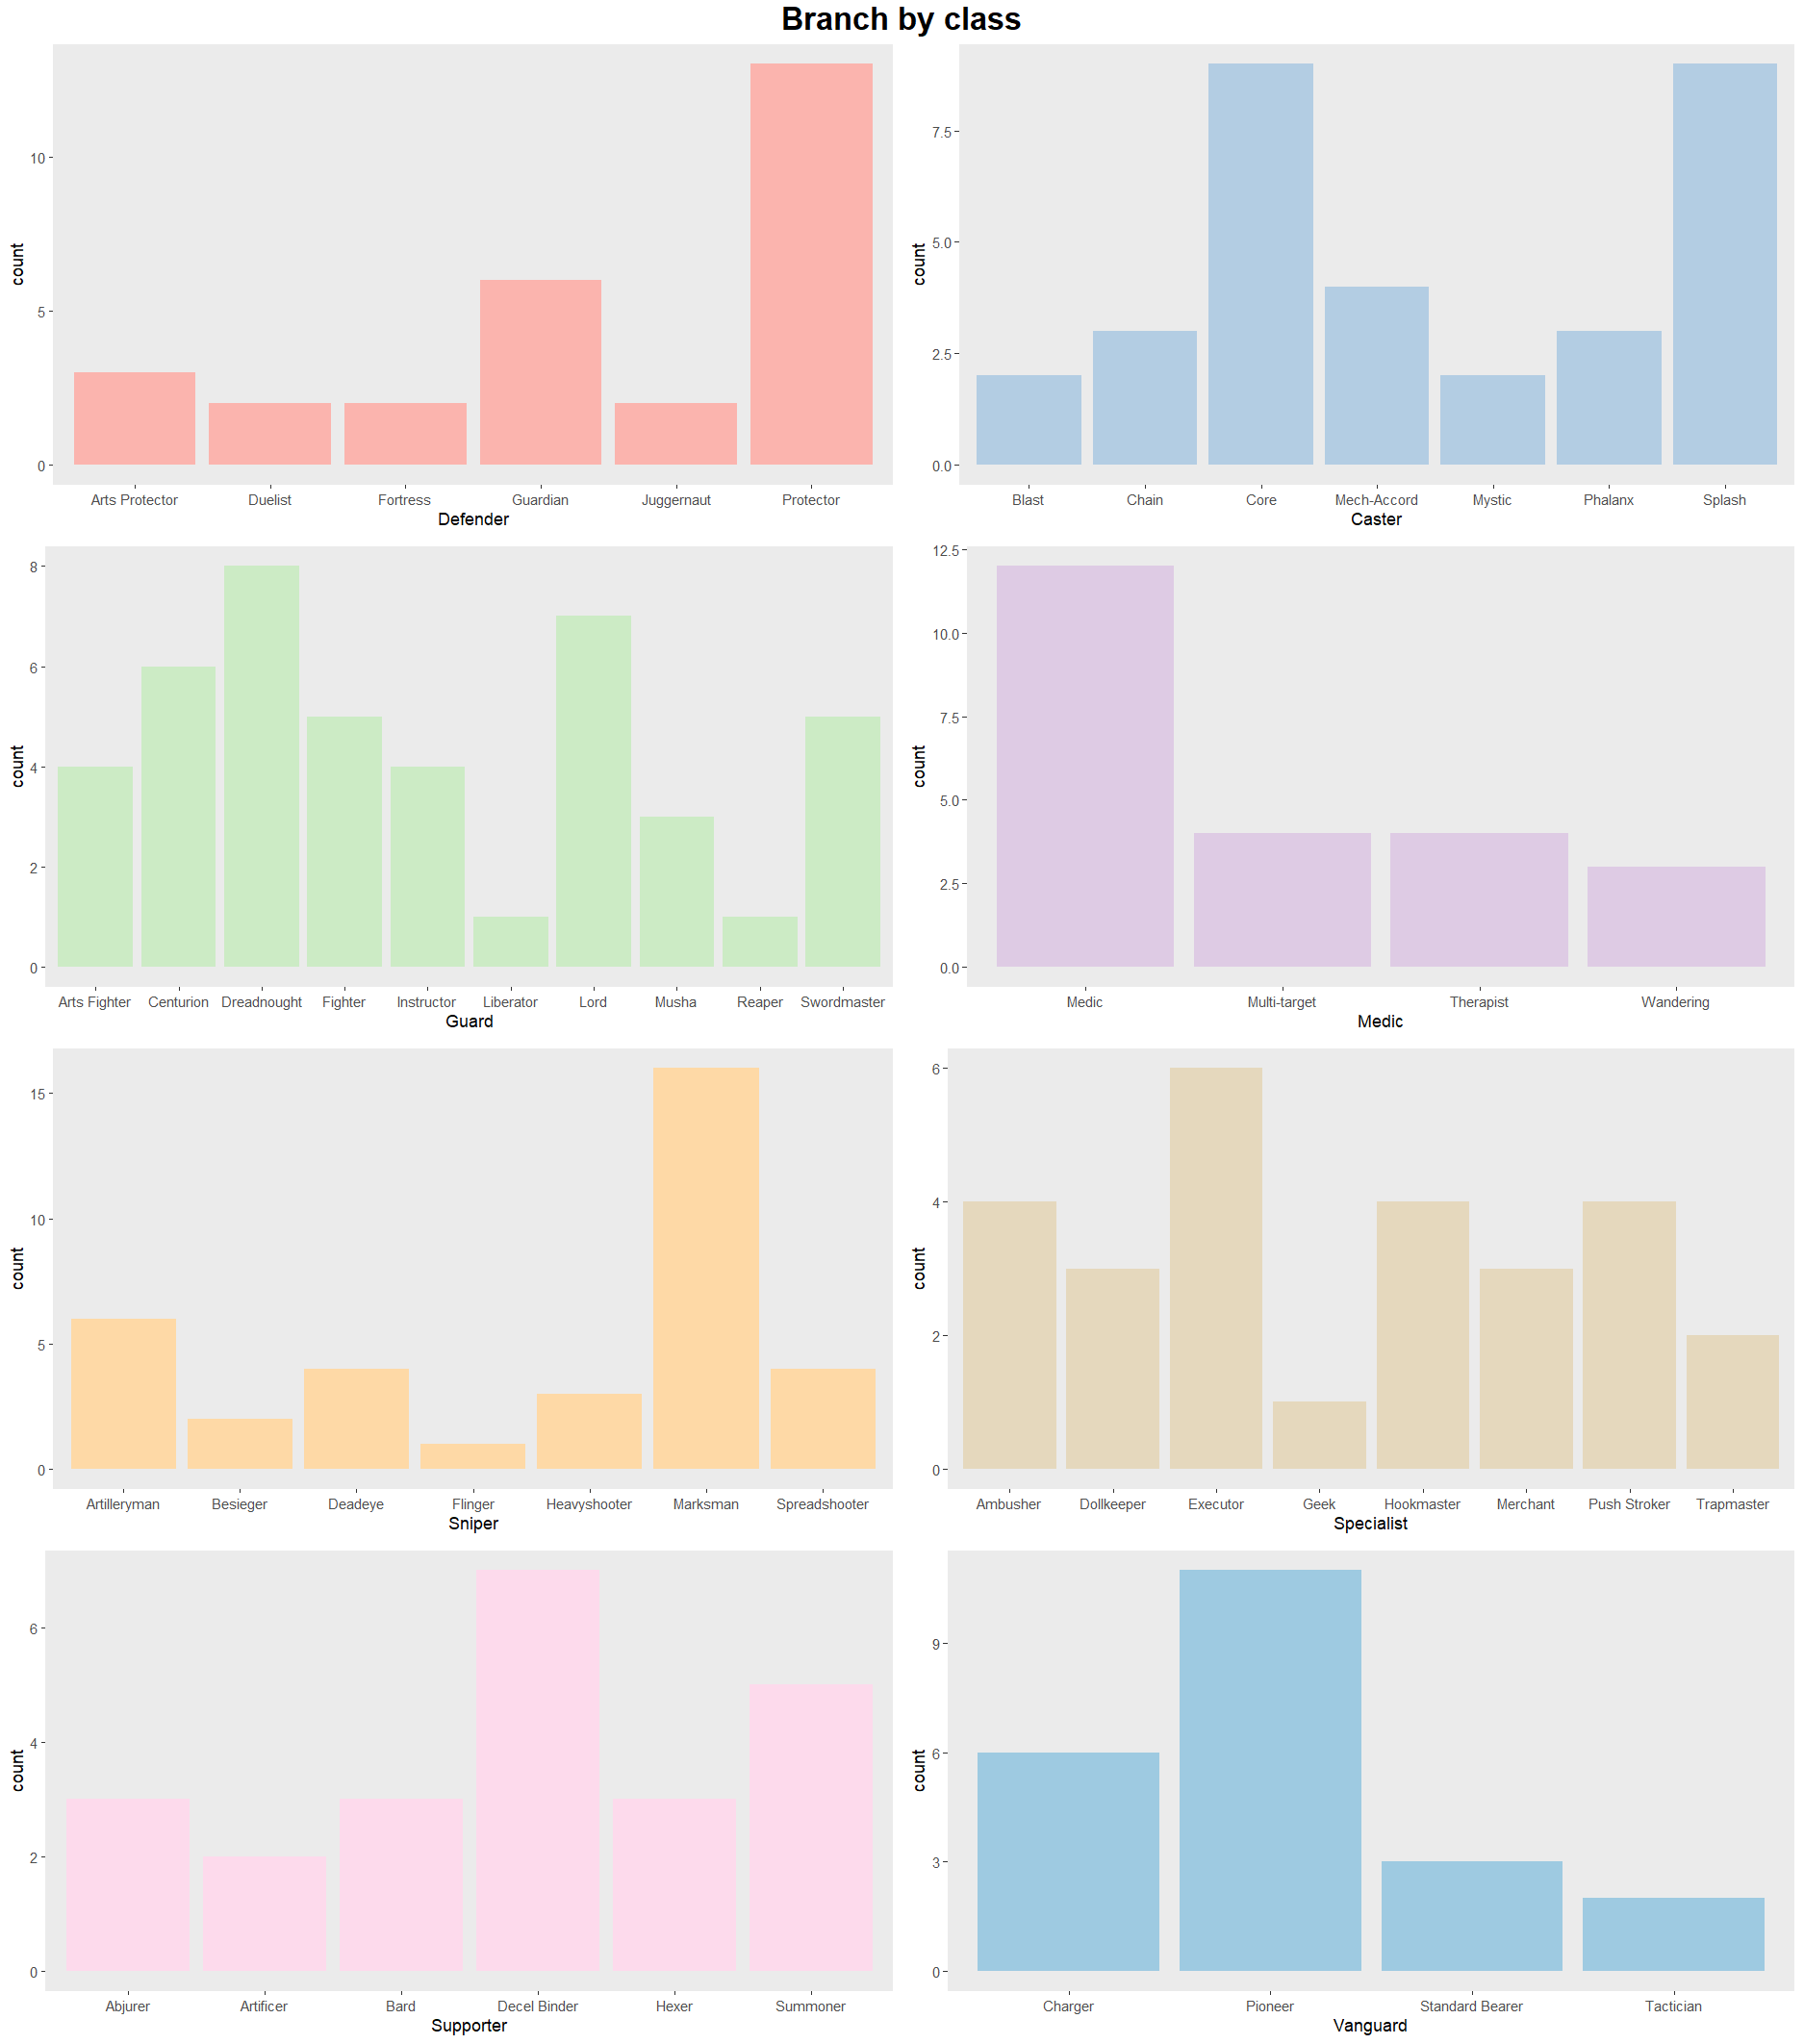 Branch by class
count
10
5
0
Arts Protector Duelist Fortress Guardian Juggernaut Protector
Defender
count
7.5
5.0
2.5
0.0
Blast Chain Core Mech-Accord Mystic Phalanx Splash
Caster
count
8
6
4
2
0
Arts Fighter Centurion Dreadnought Fighter Instructor Liberator Lord Musha Reaper Swordmaster
Guard
count
12.5
10.0
7.5
5.0
2.5
0.0
Medic Multi-target Therapist Wandering
Medic
count
15
10
5
0
Artilleryman Besieger Deadeye Flinger Heavyshooter Marksman Spreadshooter
Sniper
count
6
4
2
0
Ambusher Dollkeeper Executor Geek Hookmaster Merchant Push Stroker Trapmaster
Specialist
count
6
4
2
0
Abjurer Artificer Bard Decel Binder Hexer Summoner
Supporter
count
9
6
3
0
Charger Pioneer Standard Bearer Tactician
Vanguard